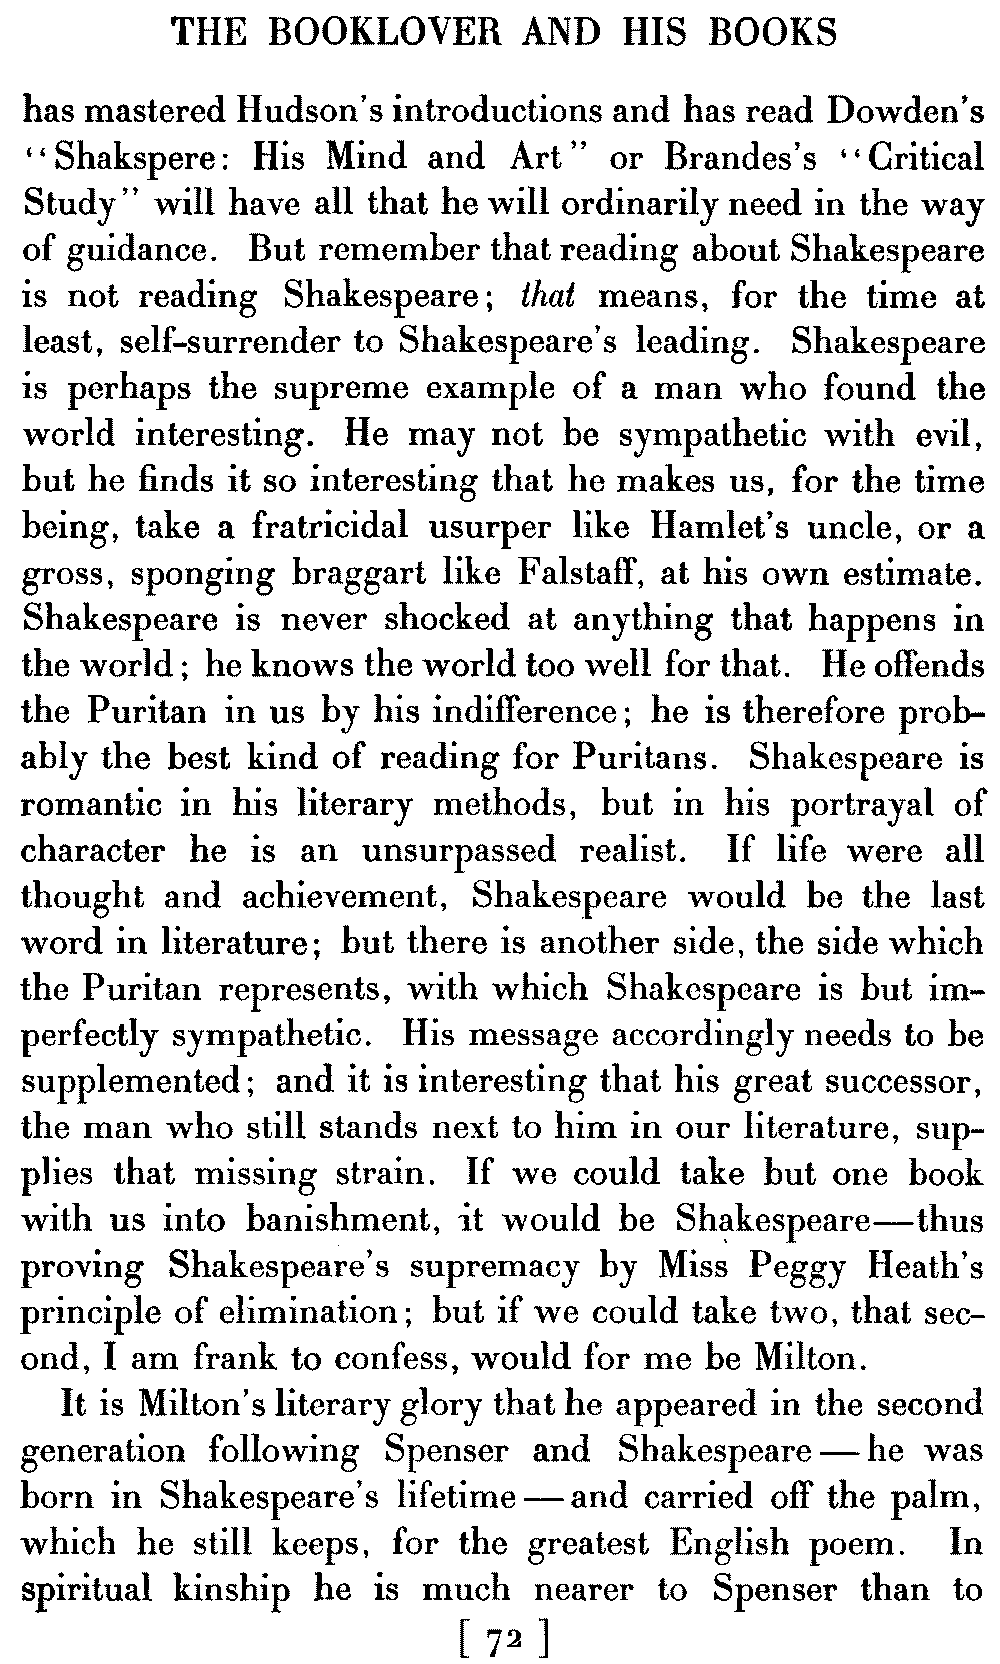 THE BOOKLOVER AND HIS BOOKS
has mastered Hudson's introductions and has read Dowden's
“Shakspere: His Mind and Art” or Brandes's “Critical
Study” will have all that he will ordinarily need in the way
of guidance. But remember that reading about Shakespeare
is not reading Shakespeare; that means, for the time at
least, self-surrender to Shakespeare's leading. Shakespeare
is perhaps the supreme example of a man who found the
world interesting. He may not be sympathetic with evil,
but he finds it so interesting that he makes us, for the time
being, take a fratricidal usurper like Hamlet's uncle, or a
gross, sponging braggart like Falstaff, at his own estimate.
Shakespeare is never shocked at anything that happens in
the world; he knows the world too well for that. He offends
the Puritan in us by his indifference; he is therefore prob-
ably the best kind of reading for Puritans. Shakespeare is
romantic in his literary methods, but in his portrayal of
character he is an unsurpassed realist. If life were all
thought and achievement, Shakespeare would be the last
word in literature; but there is another side, the side which
the Puritan represents, with which Shakespeare is but im-
perfectly sympathetic. His message accordingly needs to be
supplemented; and it is interesting that his great successor,
the man who still stands next to him in our literature, sup-
plies that missing strain. If we could take but one book
with us into banishment, it would be Shakespeare—thus
proving Shakespeare's supremacy by Miss Peggy Heath's
principle of elimination; but if we could take two, that sec-
ond, I am frank to confess, would for me be Milton.
It is Milton's literary glory that he appeared in the second
generation following Spenser and Shakespeare — he was
born in Shakespeare's lifetime — and carried off the palm,
which he still keeps, for the greatest English poem. In
spiritual kinship he is much nearer to Spenser than to
[ 72 ]